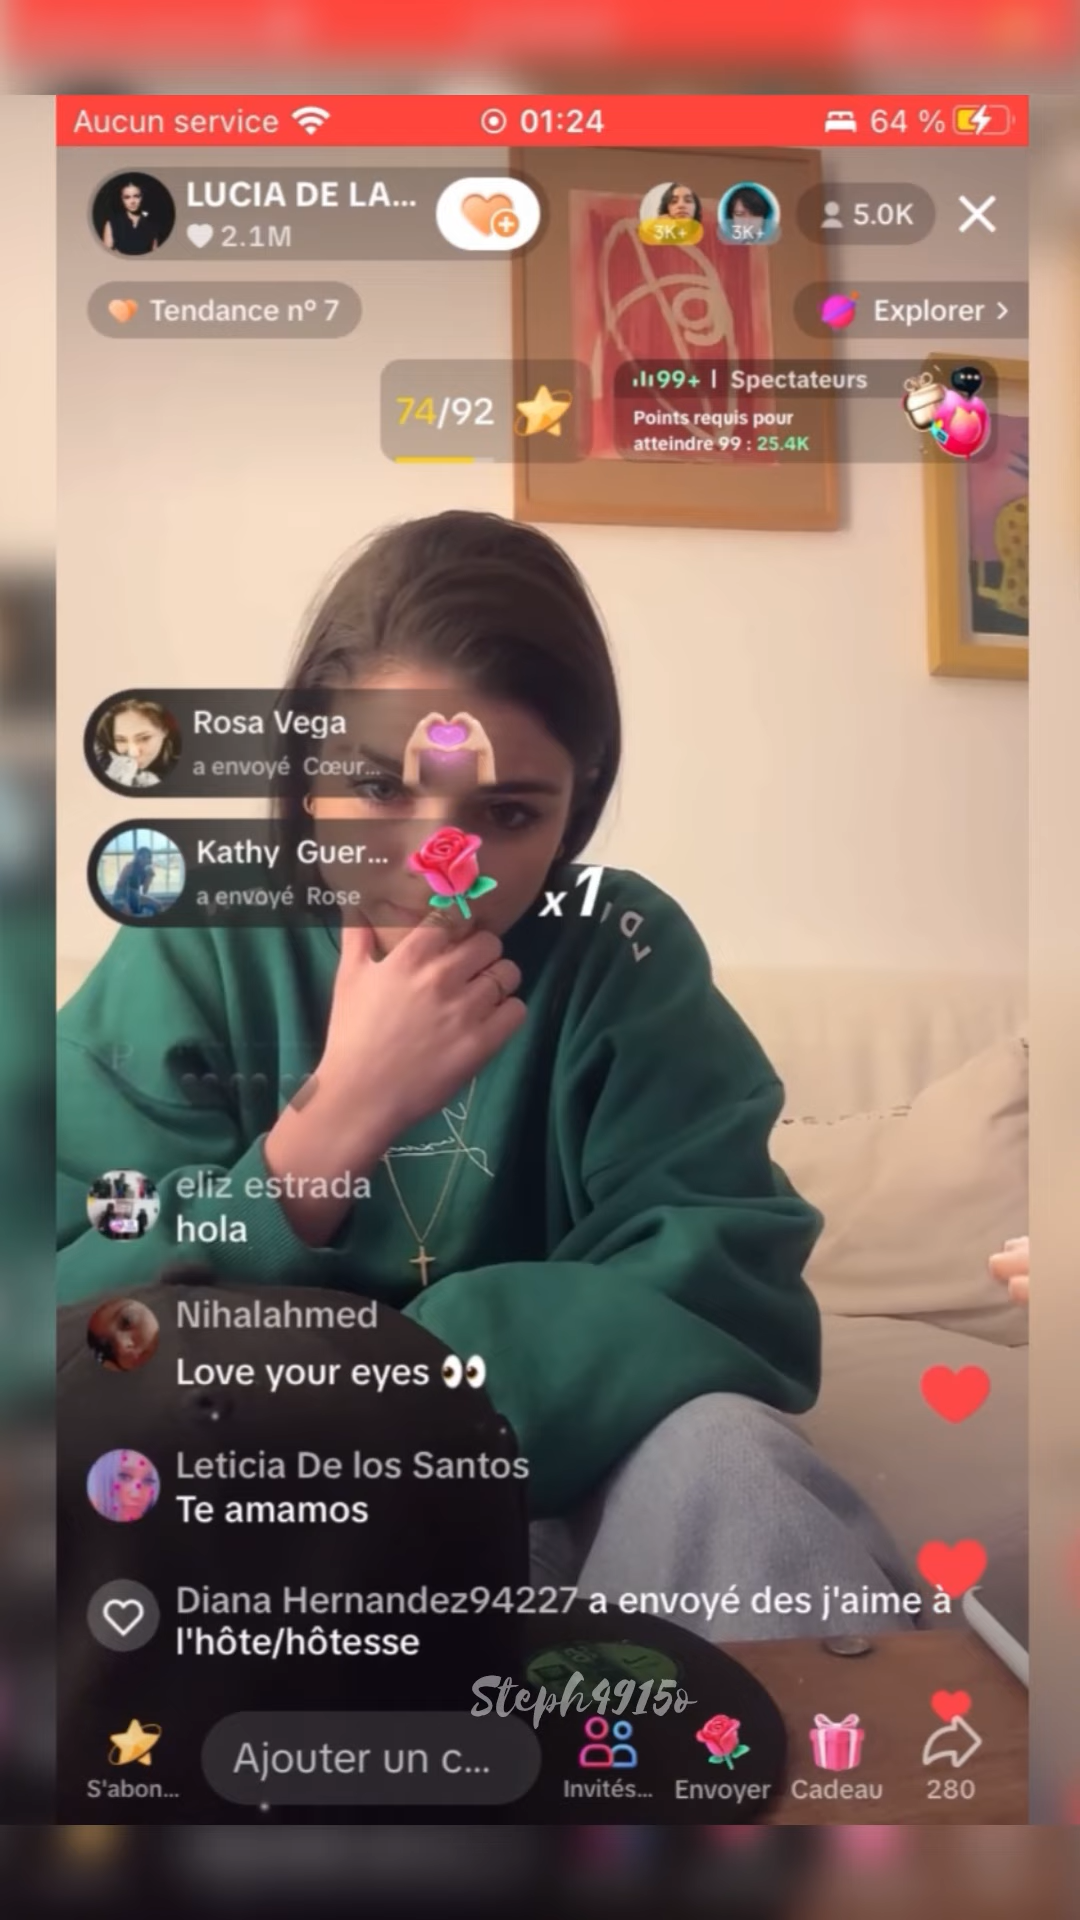 Aucun service
01:24
64 %
LUCIA DE LA...
2.1M
3K+
3K+
5.0K
Tendance nº 7
Explorer >
74/92
99+ | Spectateurs
Points requis pour
atteindre 99 : 25.4K
Rosa Vega
a envoyé Cœur...
Kathy Guer...
a envoyé Rose
x1
eliz estrada
hola
Nihalahmed
Love your eyes 👀
Leticia De los Santos
Te amamos
Diana Hernandez94227 a envoyé des j'aime à
l'hôte/hôtesse
Steph4915o
S'abon...
Ajouter un c...
Invités...
Envoyer
Cadeau
280